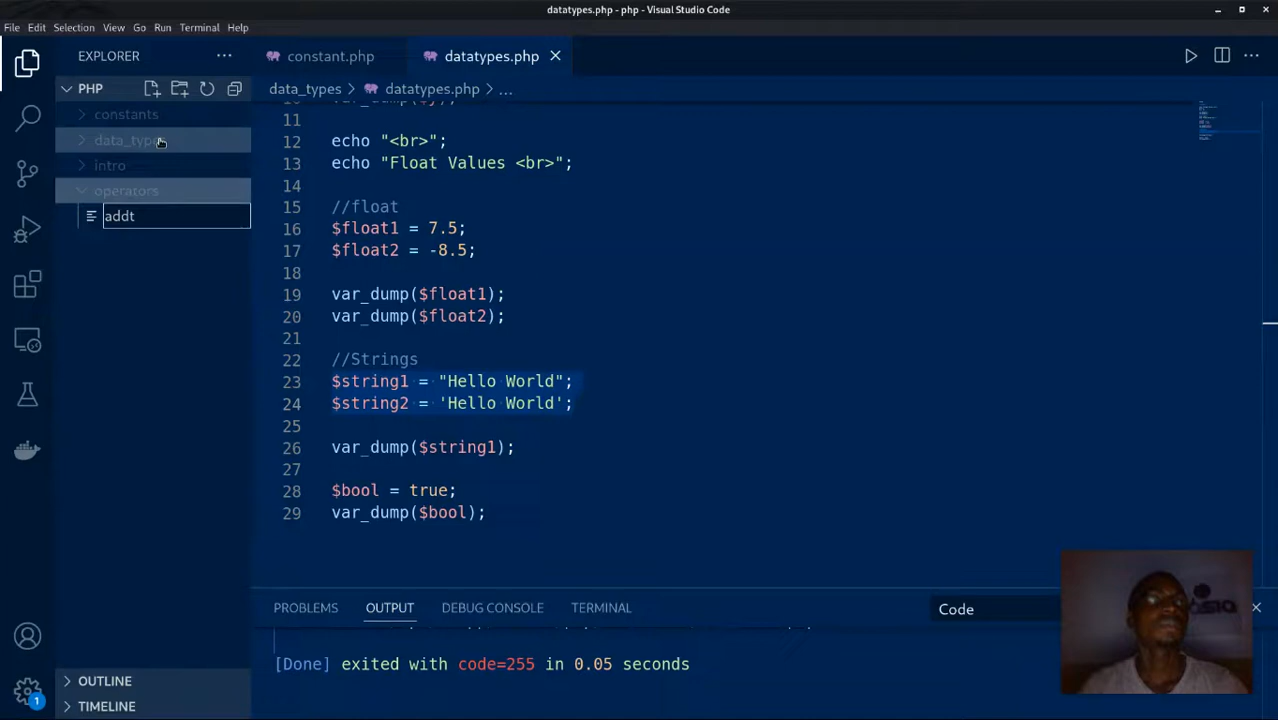 datatypes.php - php - Visual Studio Code
File Edit Selection View Go Run Terminal Help
EXPLORER
constant.php
datatypes.php
PHP
data_types > datatypes.php > ...
constants
intro
operators
addt
11
12 echo "<br>";
13 echo "Float Values <br>";
14
15 //float
16 $float1 = 7.5;
17 $float2 = -8.5;
18
19 var_dump($float1);
20 var_dump($float2);
21
22 //Strings
23 $string1 = "Hello World";
24 $string2 = 'Hello World';
25
26 var_dump($string1);
27
28 $bool = true;
29 var_dump($bool);
PROBLEMS OUTPUT DEBUG CONSOLE TERMINAL
Code
[Done] exited with code=255 in 0.05 seconds
OUTLINE
TIMELINE
1